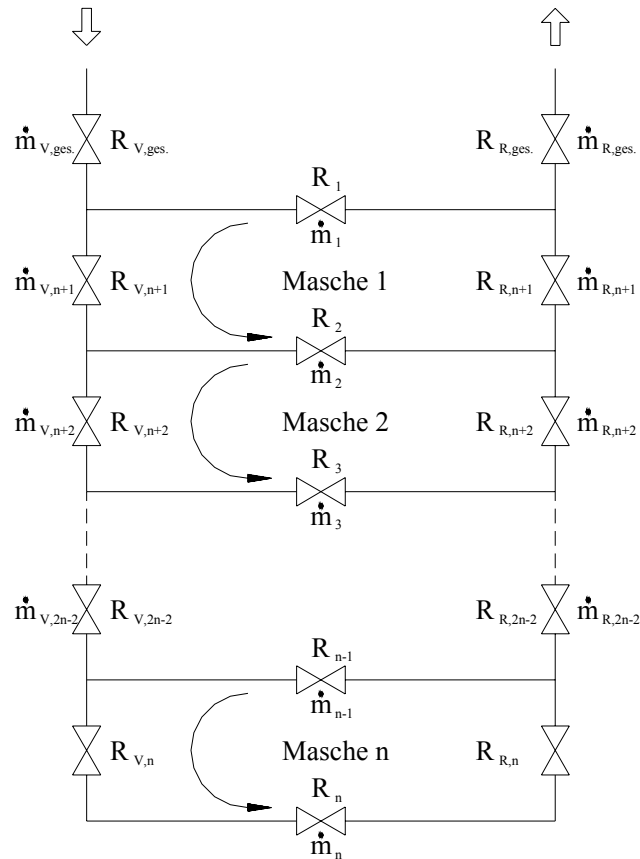 ṁ V,ges. R V,ges. R R,ges. ṁ R,ges.
R 1
ṁ 1
ṁ V,n+1 R V,n+1 Masche 1 R R,n+1 ṁ R,n+1
R 2
ṁ 2
ṁ V,n+2 R V,n+2 Masche 2 R R,n+2 ṁ R,n+2
R 3
ṁ 3
ṁ V,2n-2 R V,2n-2 R R,2n-2 ṁ R,2n-2
R n-1
ṁ n-1
R V,n Masche n R R,n
R n
ṁ n